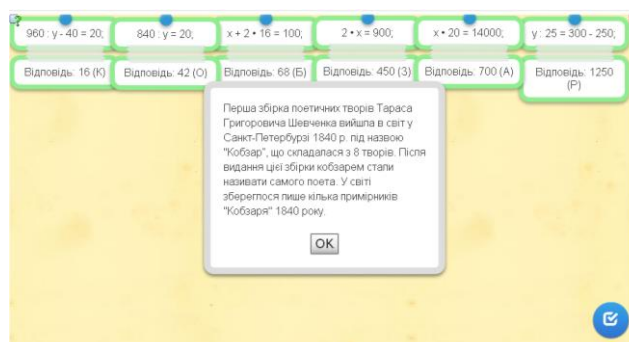 960 : y - 40 = 20;
840 : y = 20;
x + 2 • 16 = 100;
2 • x = 900;
x • 20 = 14000;
y : 25 = 300 - 250;
Відповідь: 16 (К)
Відповідь: 42 (О)
Відповідь: 68 (Б)
Відповідь: 450 (З)
Відповідь: 700 (А)
Відповідь: 1250
(Р)
Перша збірка поетичних творів Тараса
Григоровича Шевченка вийшла в світ у
Санкт-Петербурзі 1840 р. під назвою
"Кобзар", що складалася з 8 творів. Після
видання цієї збірки кобзарем стали
називати самого поета. У світі
збереглося лише кілька примірників
"Кобзаря" 1840 року.
OK